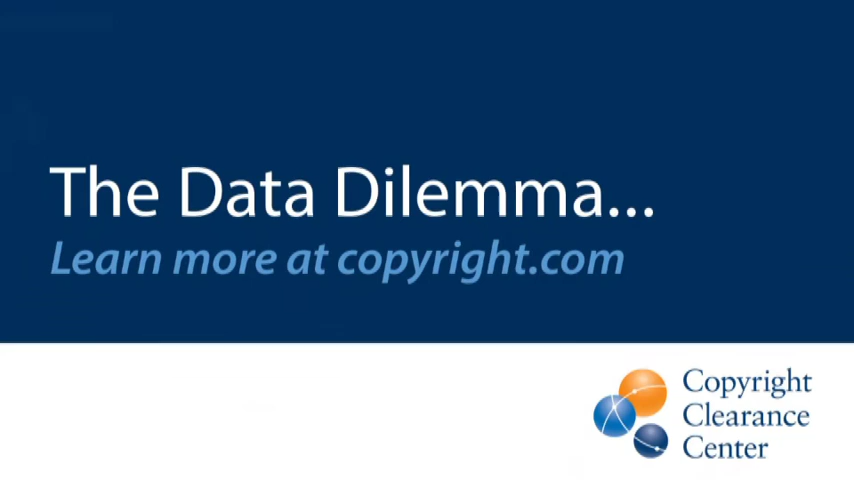 The Data Dilemma...
Learn more at copyright.com
Copyright
Clearance
Center